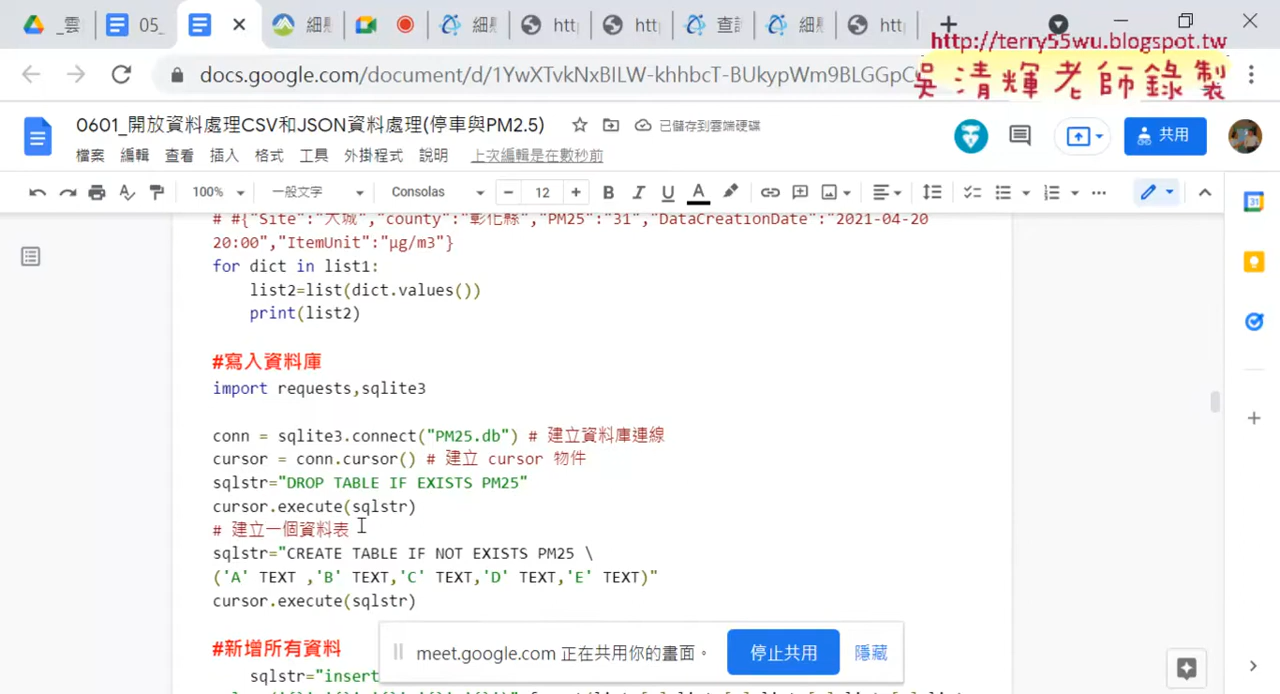 _雲
05_
細懸
細懸
htt
htt
查詢
細懸
htt
http://terry55wu.blogspot.tw
吳清輝老師錄製
docs.google.com/document/d/1YwXTvkNxBILW-khhbcT-BUkypWm9BLGGpC
0601_開放資料處理CSV和JSON資料處理(停車與PM2.5)
已儲存到雲端硬碟
共用
檔案 編輯 查看 插入 格式 工具 外掛程式 說明 上次編輯是在數秒前
100% 一般文字 Consolas − 12 + B I U A
# #{"Site":"大城","county":"彰化縣","PM25":"31","DataCreationDate":"2021-04-20
20:00","ItemUnit":"μg/m3"}
for dict in list1:
list2=list(dict.values())
print(list2)
#寫入資料庫
import requests,sqlite3
conn = sqlite3.connect("PM25.db") # 建立資料庫連線
cursor = conn.cursor() # 建立 cursor 物件
sqlstr="DROP TABLE IF EXISTS PM25"
cursor.execute(sqlstr)
# 建立一個資料表
sqlstr="CREATE TABLE IF NOT EXISTS PM25 \
('A' TEXT ,'B' TEXT,'C' TEXT,'D' TEXT,'E' TEXT)"
cursor.execute(sqlstr)
#新增所有資料
sqlstr="insert
meet.google.com 正在共用你的畫面。 停止共用 隱藏